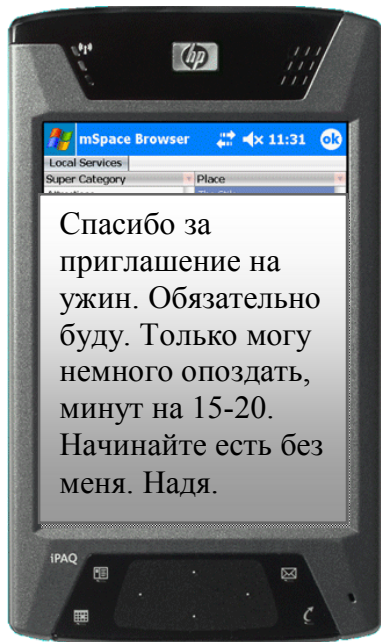 hp
mSpace Browser 11:31 ok
Local Services
Super Category Place
Спасибо за
приглашение на
ужин. Обязательно
буду. Только могу
немного опоздать,
минут на 15-20.
Начинайте есть без
меня. Надя.
iPAQ